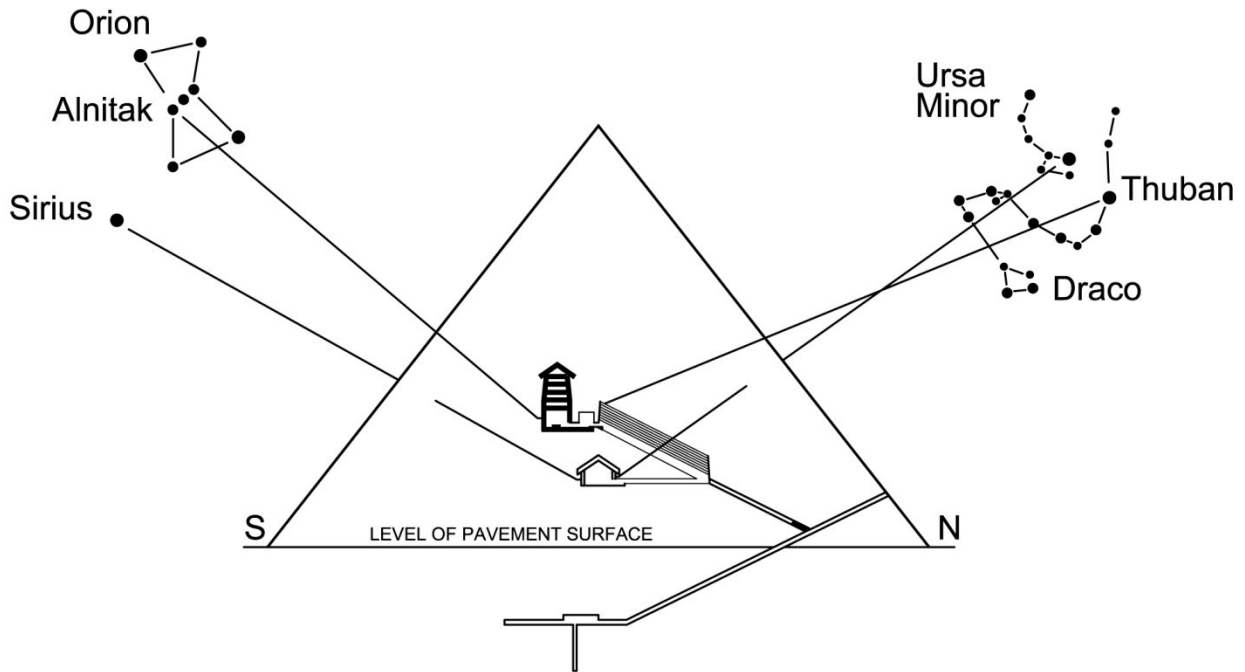 Orion
Alnitak
Sirius
Ursa
Minor
Thuban
Draco
S
LEVEL OF PAVEMENT SURFACE
N